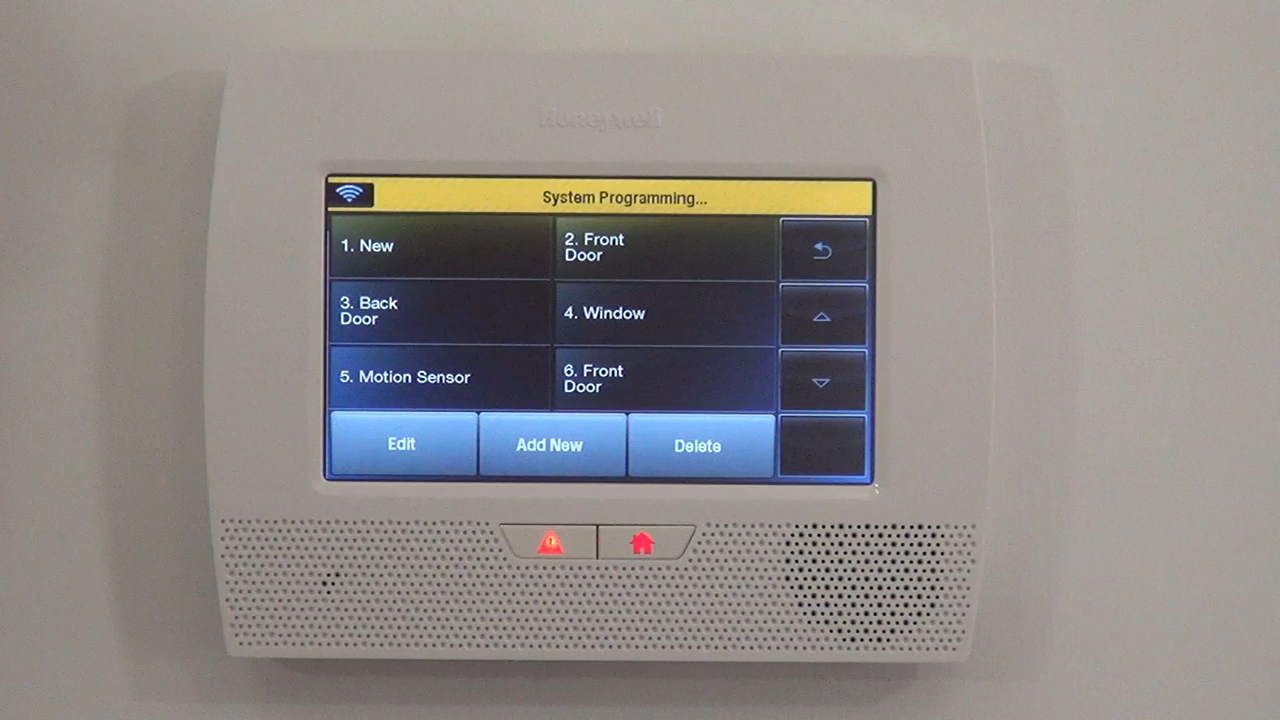 Honeywell
System Programming...
1. New
2. Front
Door
3. Back
Door
4. Window
5. Motion Sensor
6. Front
Door
Edit
Add New
Delete